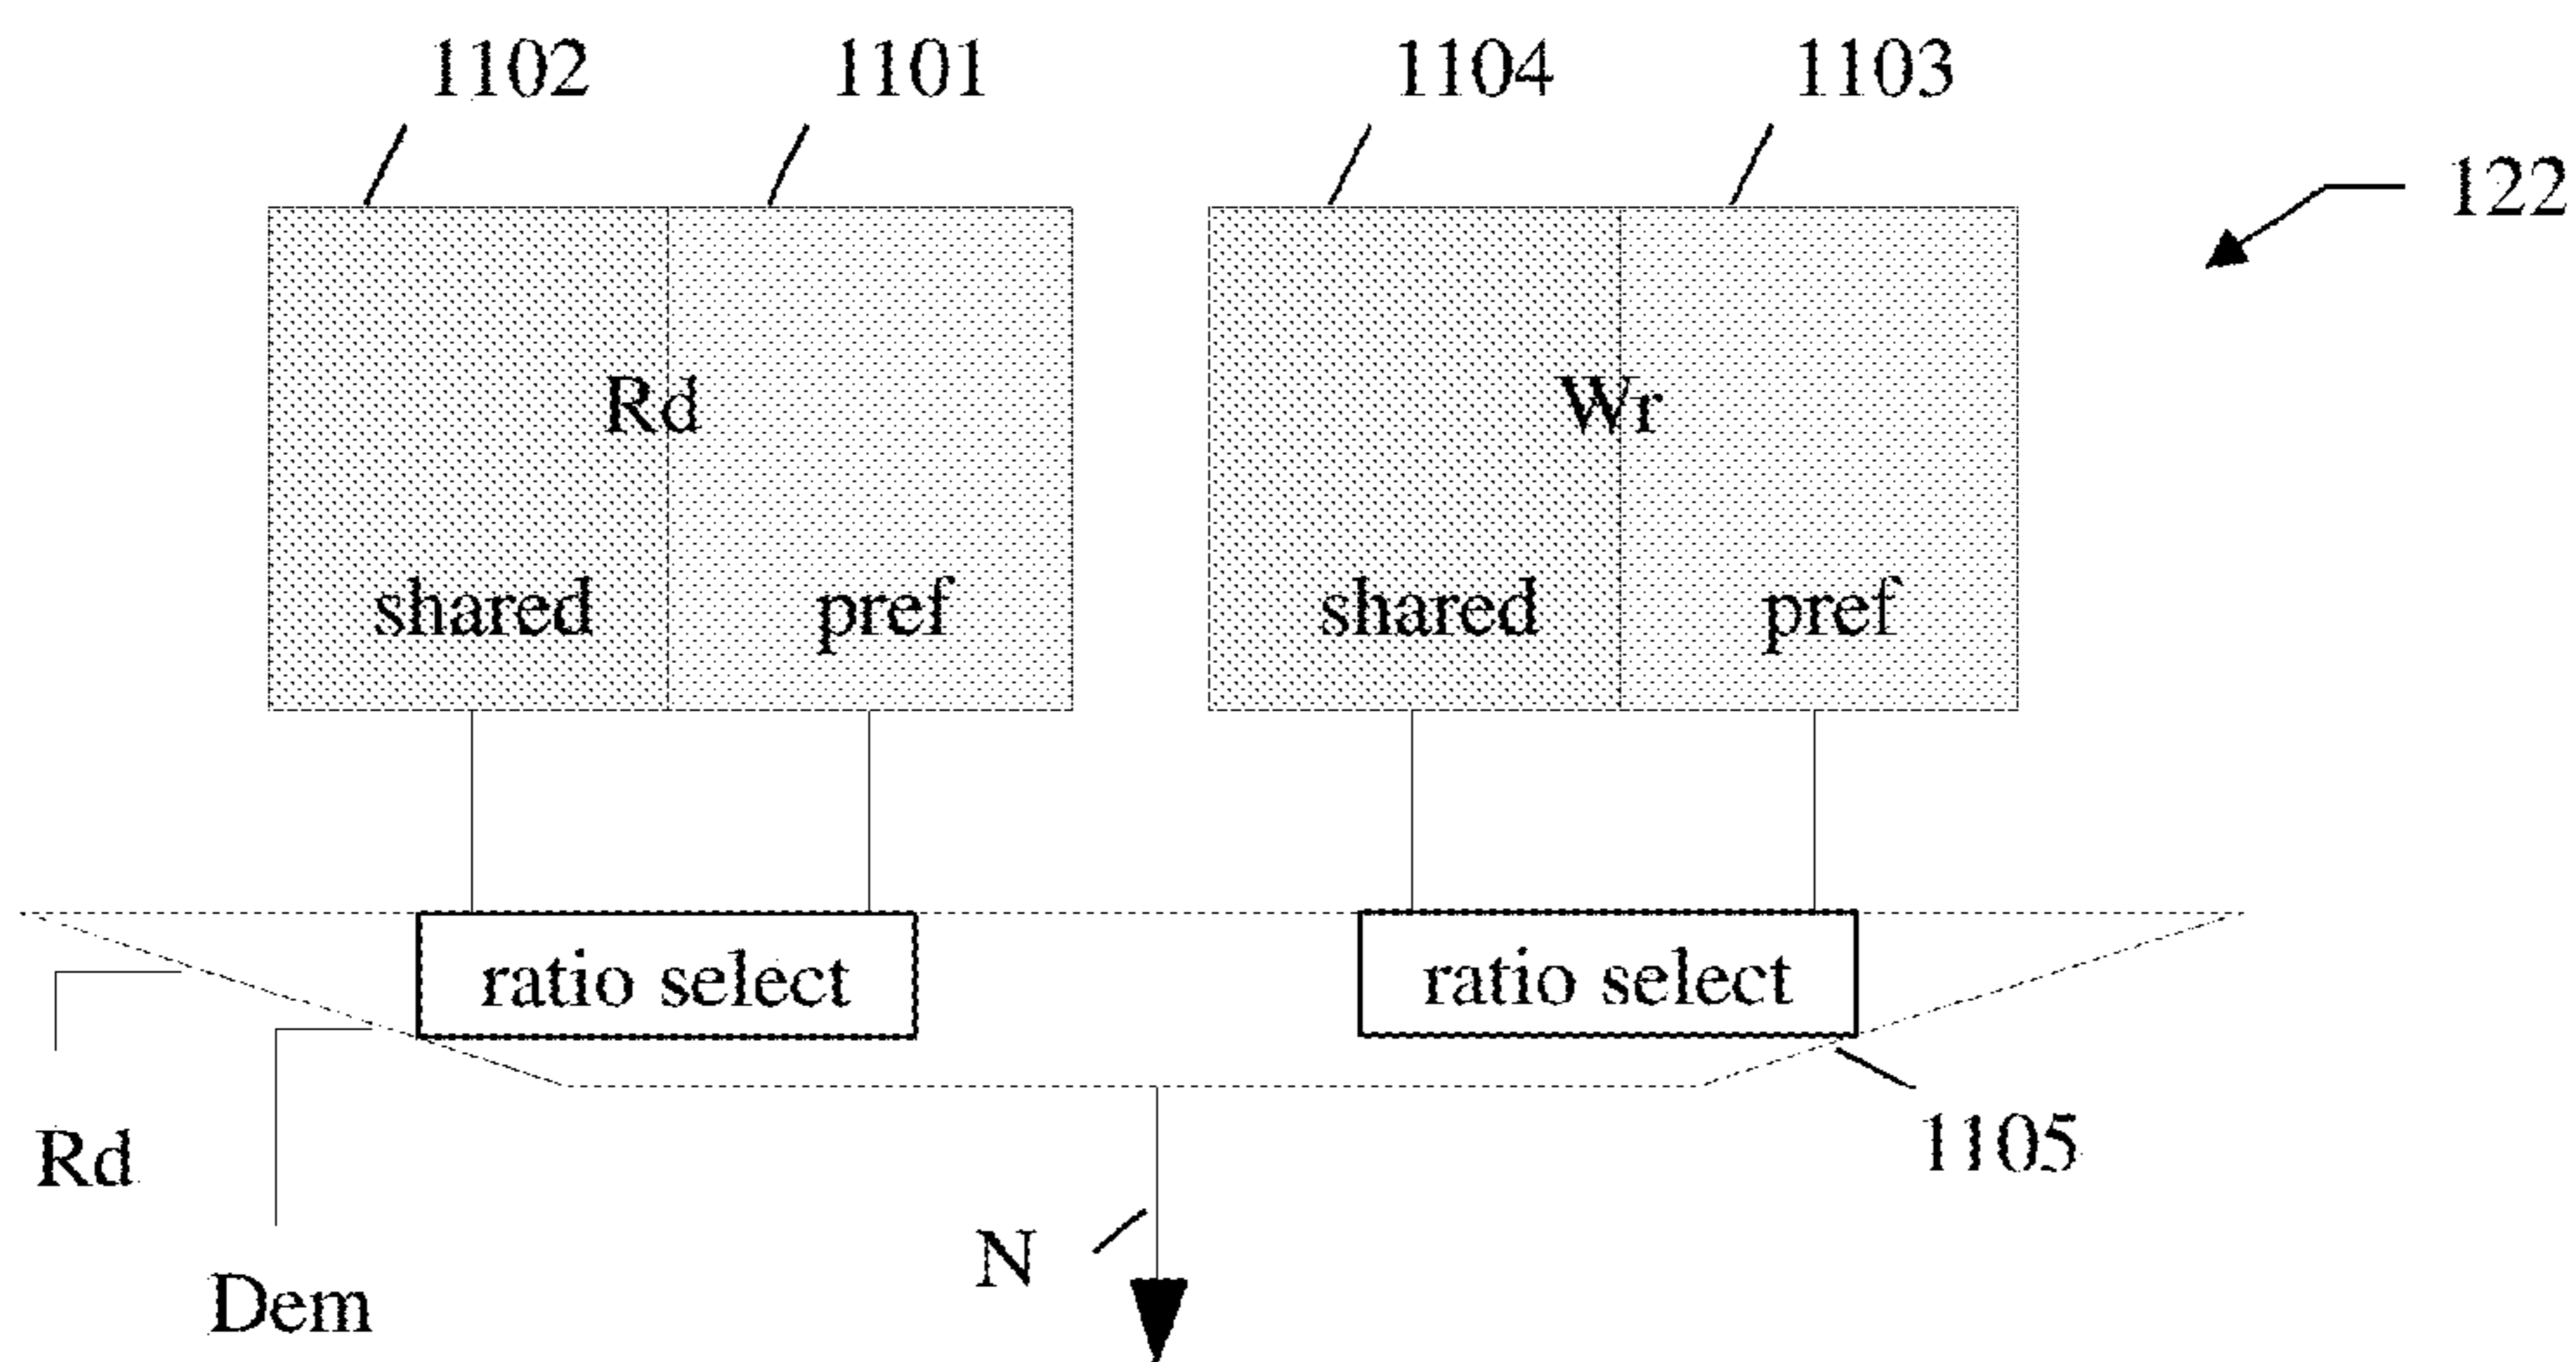 1102 1101 1104 1103
122
Rd Wr
shared pref shared pref
ratio select ratio select
1105
Rd
N
Dem